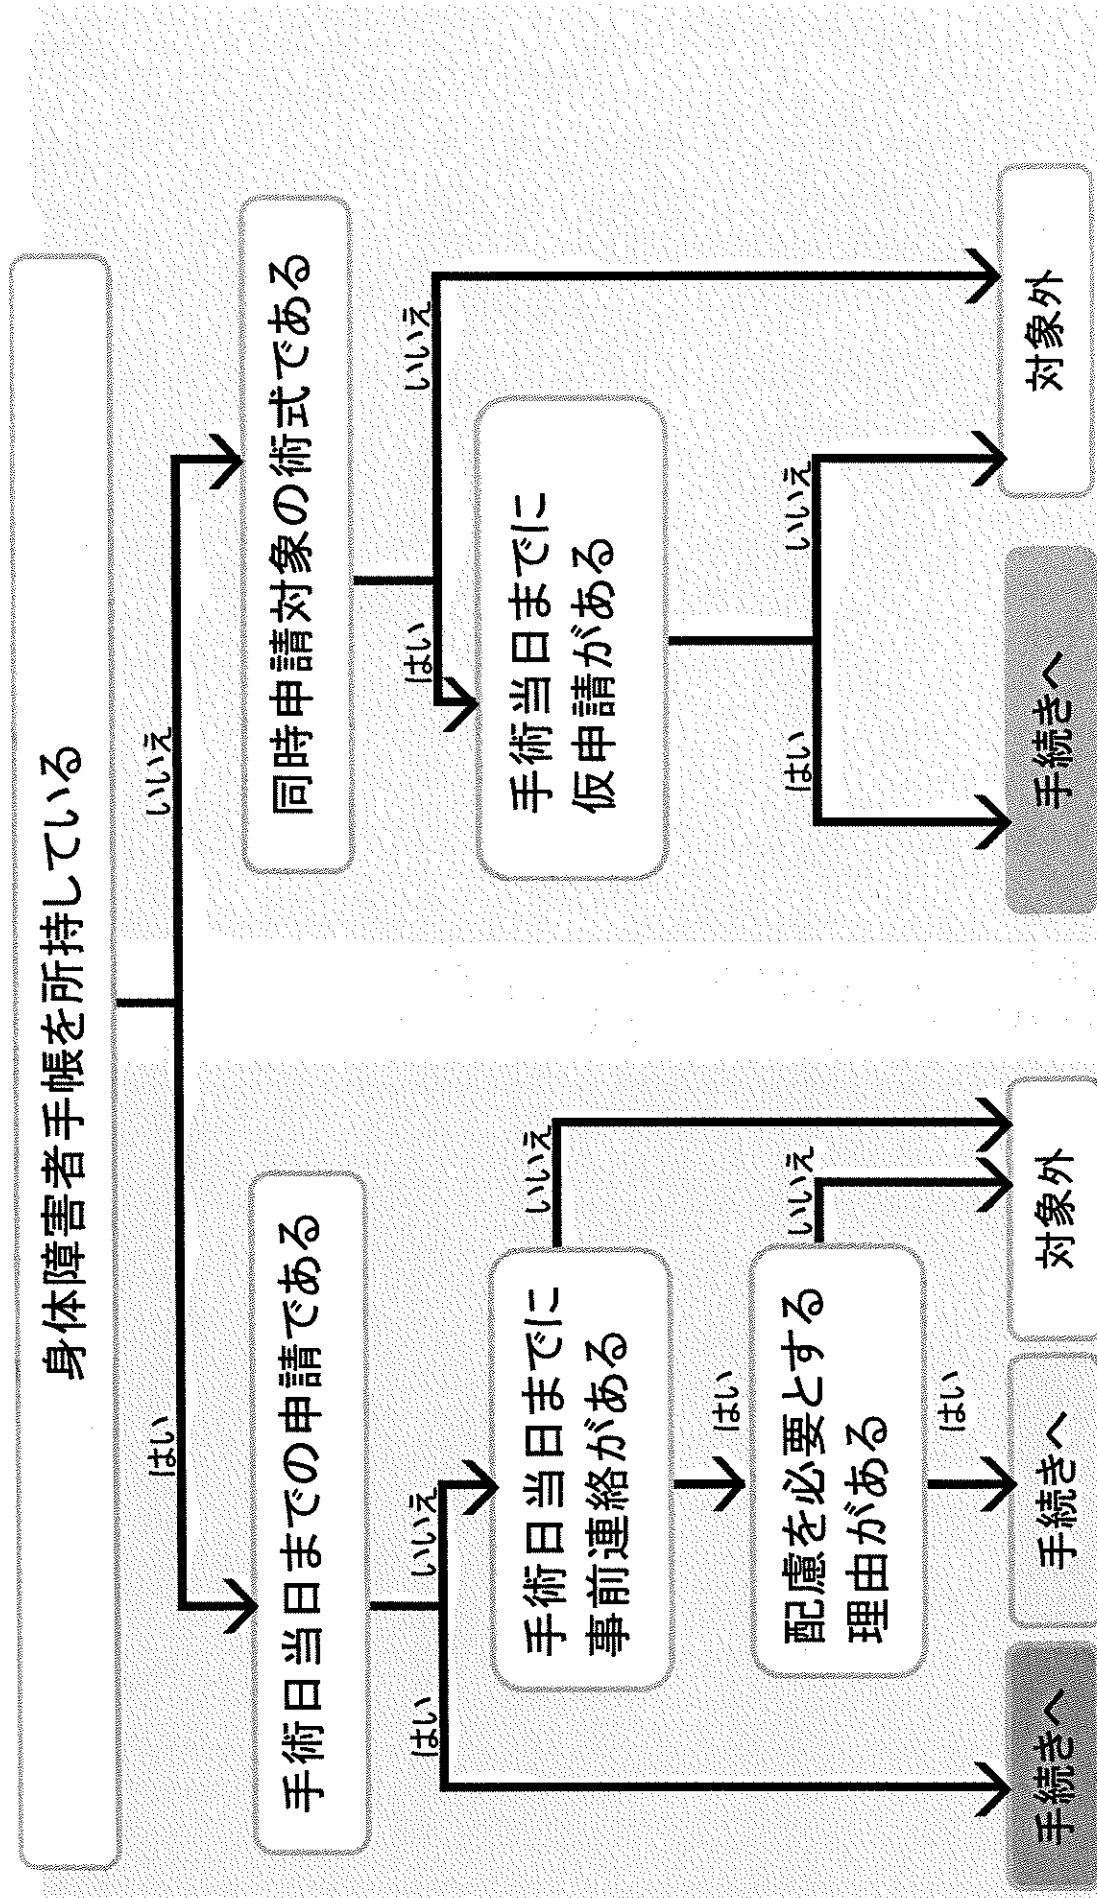 身体障害者手帳を所持している
はい
いいえ
手術日当日までの申請である
はい
いいえ
手術日当日までに
事前連絡がある
いいえ
はい
配慮を必要とする
理由がある
いいえ
はい
手続きへ
手続きへ
対象外
同時申請対象の術式である
はい
いいえ
手術当日までに
仮申請がある
はい
いいえ
手続きへ
対象外